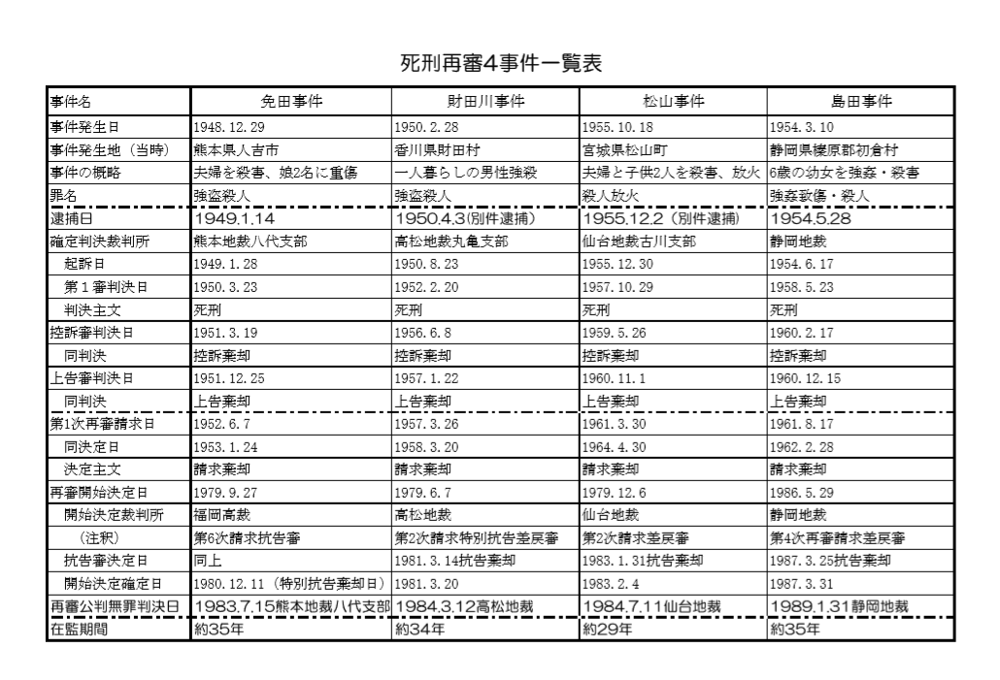 死刑再審4事件一覧表
事件名 免田事件 財田川事件 松山事件 島田事件
事件発生日 1948.12.29 1950.2.28 1955.10.18 1954.3.10
事件発生地（当時） 熊本県人吉市 香川県財田村 宮城県松山町 静岡県榛原郡初倉村
事件の概略 夫婦を殺害、娘2名に重傷 一人暮らしの男性強殺 夫婦と子供2人を殺害、放火 6歳の幼女を強姦・殺害
罪名 強盗殺人 強盗殺人 殺人放火 強姦致傷・殺人
逮捕日 1949.1.14 1950.4.3(別件逮捕） 1955.12.2（別件逮捕) 1954.5.28
確定判決裁判所 熊本地裁八代支部 高松地裁丸亀支部 仙台地裁古川支部 静岡地裁
起訴日 1949.1.28 1950.8.23 1955.12.30 1954.6.17
第１審判決日 1950.3.23 1952.2.20 1957.10.29 1958.5.23
判決主文 死刑 死刑 死刑 死刑
控訴審判決日 1951.3.19 1956.6.8 1959.5.26 1960.2.17
同判決 控訴棄却 控訴棄却 控訴棄却 控訴棄却
上告審判決日 1951.12.25 1957.1.22 1960.11.1 1960.12.15
同判決 上告棄却 上告棄却 上告棄却 上告棄却
第1次再審請求日 1952.6.7 1957.3.26 1961.3.30 1961.8.17
同決定日 1953.1.24 1958.3.20 1964.4.30 1962.2.28
決定主文 請求棄却 請求棄却 請求棄却 請求棄却
再審開始決定日 1979.9.27 1979.6.7 1979.12.6 1986.5.29
開始決定裁判所 福岡高裁 高松地裁 仙台地裁 静岡地裁
（注釈） 第6次請求抗告審 第2次請求特別抗告差戻審 第2次請求差戻審 第4次再審請求差戻審
抗告審決定日 同上 1981.3.14抗告棄却 1983.1.31抗告棄却 1987.3.25抗告棄却
開始決定確定日 1980.12.11（特別抗告棄却日） 1981.3.20 1983.2.4 1987.3.31
再審公判無罪判決日 1983.7.15熊本地裁八代支部 1984.3.12高松地裁 1984.7.11仙台地裁 1989.1.31静岡地裁
在監期間 約35年 約34年 約29年 約35年